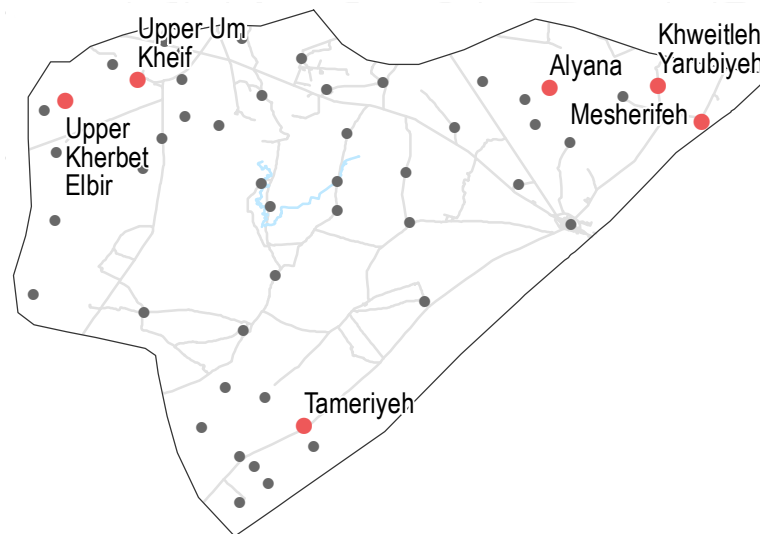 Upper Um
Kheif
Upper
Kherbet
Elbir
Alyana
Khweitleh
Yarubiyeh
Mesherifeh
Tameriyeh